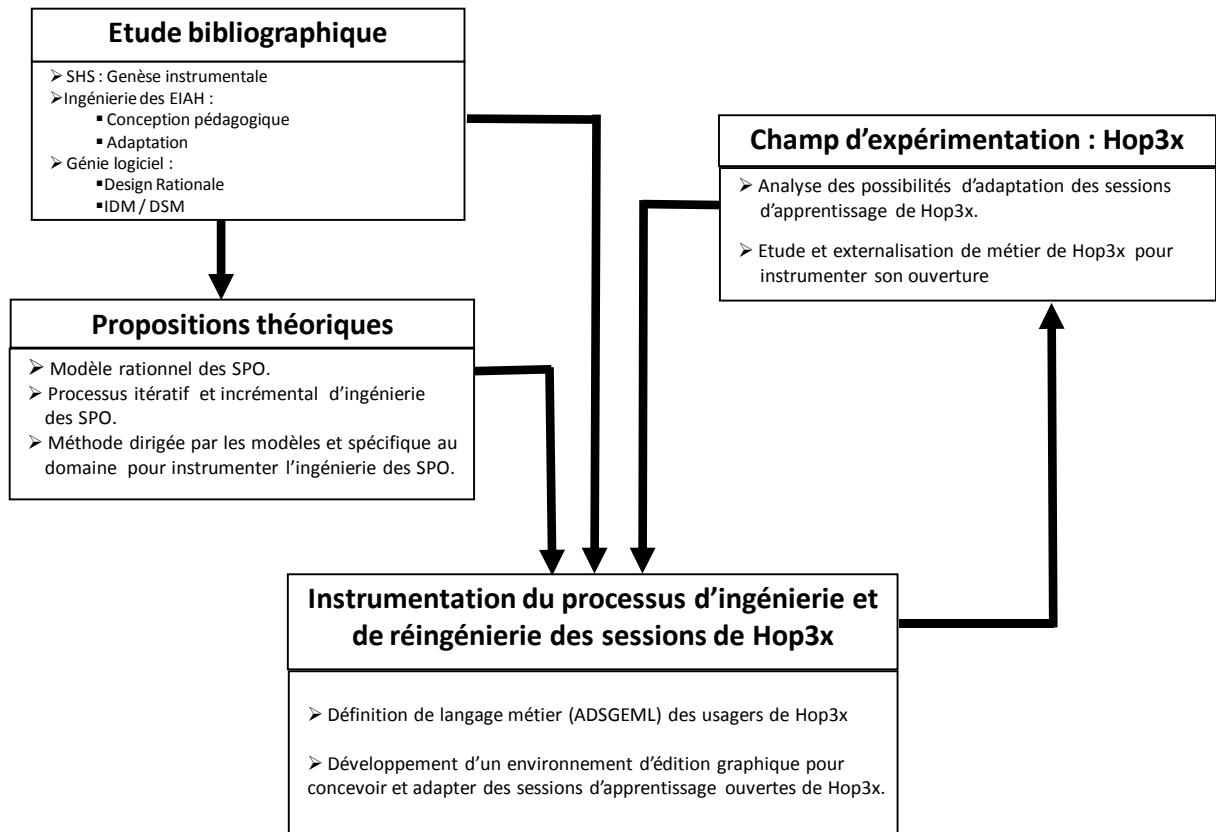 Etude bibliographique
➢ SHS : Genèse instrumentale
➢Ingénierie des EIAH :
▪ Conception pédagogique
▪ Adaptation
➢ Génie logiciel :
▪Design Rationale
▪IDM / DSM
Propositions théoriques
➢ Modèle rationnel des SPO.
➢ Processus itératif et incrémental d'ingénierie
des SPO.
➢ Méthode dirigée par les modèles et spécifique au
domaine pour instrumenter l'ingénierie des SPO.
Champ d'expérimentation : Hop3x
➢ Analyse des possibilités d'adaptation des sessions
d'apprentissage de Hop3x.
➢ Etude et externalisation de métier de Hop3x pour
instrumenter son ouverture
Instrumentation du processus d'ingénierie et
de réingénierie des sessions de Hop3x
➢ Définition de langage métier (ADSGEML) des usagers de Hop3x
➢ Développement d'un environnement d'édition graphique pour
concevoir et adapter des sessions d'apprentissage ouvertes de Hop3x.